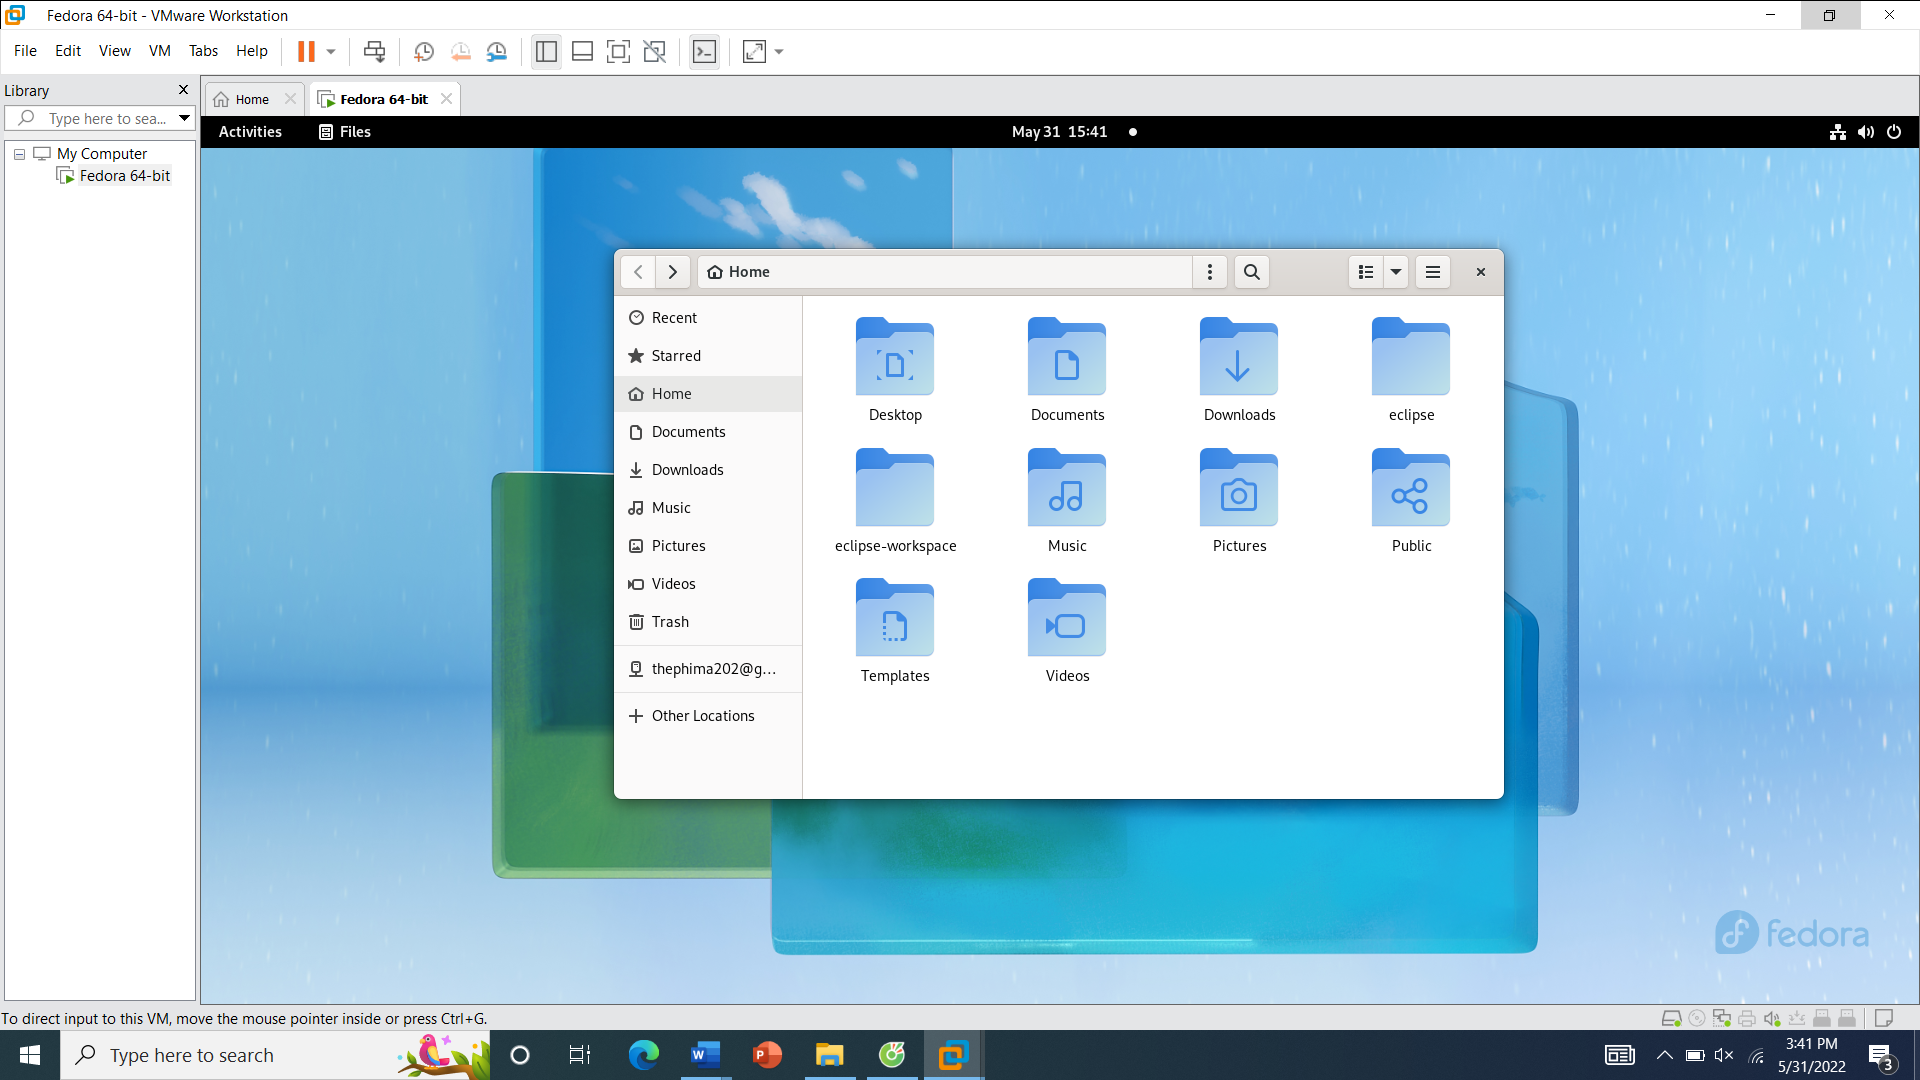 Fedora 64-bit - VMware Workstation
File Edit View VM Tabs Help
Library
Type here to sea...
My Computer
Fedora 64-bit
Home
Fedora 64-bit
Activities Files May 31 15:41
Home
Recent
Starred
Home
Documents
Downloads
Music
Pictures
Videos
Trash
thephima202@g...
Other Locations
Desktop Documents Downloads eclipse
eclipse-workspace Music Pictures Public
Templates Videos
fedora
To direct input to this VM, move the mouse pointer inside or press Ctrl+G.
Type here to search
3:41 PM
5/31/2022
3